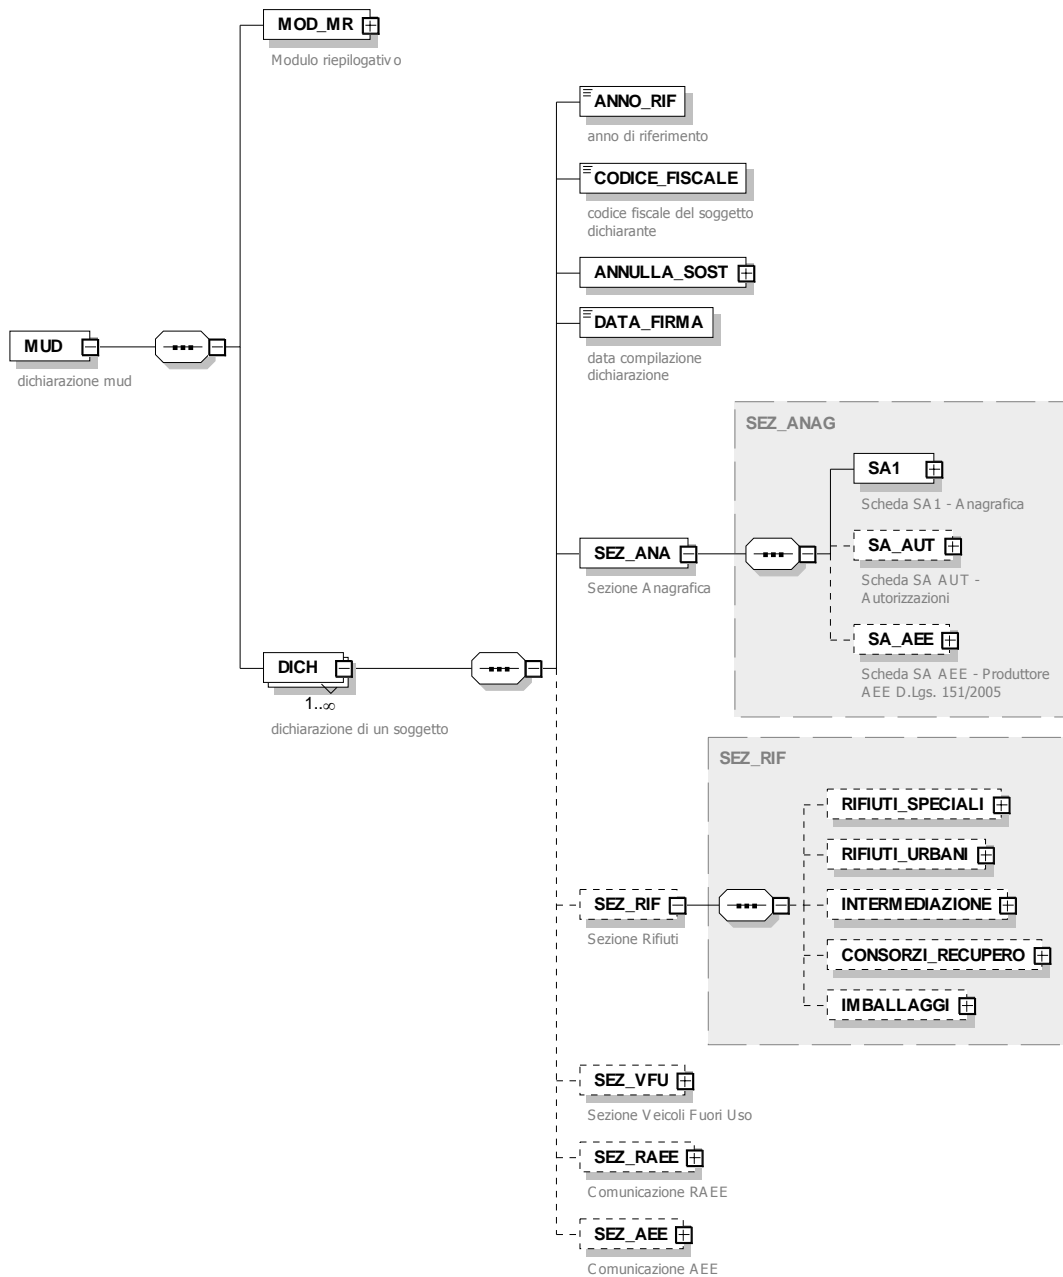 MOD_MR
Modulo riepilogativo
ANNO_RIF
anno di riferimento
CODICE_FISCALE
codice fiscale del soggetto
dichiarante
ANNULLA_SOST
DATA_FIRMA
data compilazione
dichiarazione
MUD
dichiarazione mud
SEZ_ANAG
SA1
Scheda SA1 - Anagrafica
SA_AUT
Scheda SA AUT -
Autorizzazioni
SA_AEE
Scheda SA AEE - Produttore
AEE D.Lgs. 151/2005
SEZ_ANA
Sezione Anagrafica
DICH
1..∞
dichiarazione di un soggetto
SEZ_RIF
RIFIUTI_SPECIALI
RIFIUTI_URBANI
INTERMEDIAZIONE
CONSORZI_RECUPERO
IMBALLAGGI
SEZ_RIF
Sezione Rifiuti
SEZ_VFU
Sezione Veicoli Fuori Uso
SEZ_RAEE
Comunicazione RAEE
SEZ_AEE
Comunicazione AEE